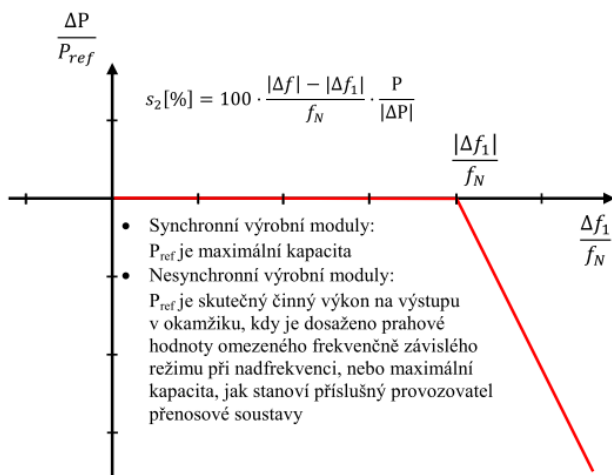 ΔP
P_ref
s₂[%] = 100 · (|Δf| − |Δf₁|)/f_N · P/|ΔP|
|Δf₁|
f_N
Δf₁
f_N
• Synchronní výrobní moduly:
P_ref je maximální kapacita
• Nesynchronní výrobní moduly:
P_ref je skutečný činný výkon na výstupu
v okamžiku, kdy je dosaženo prahové
hodnoty omezeného frekvenčně závislého
režimu při nadfrekvenci, nebo maximální
kapacita, jak stanoví příslušný provozovatel
přenosové soustavy